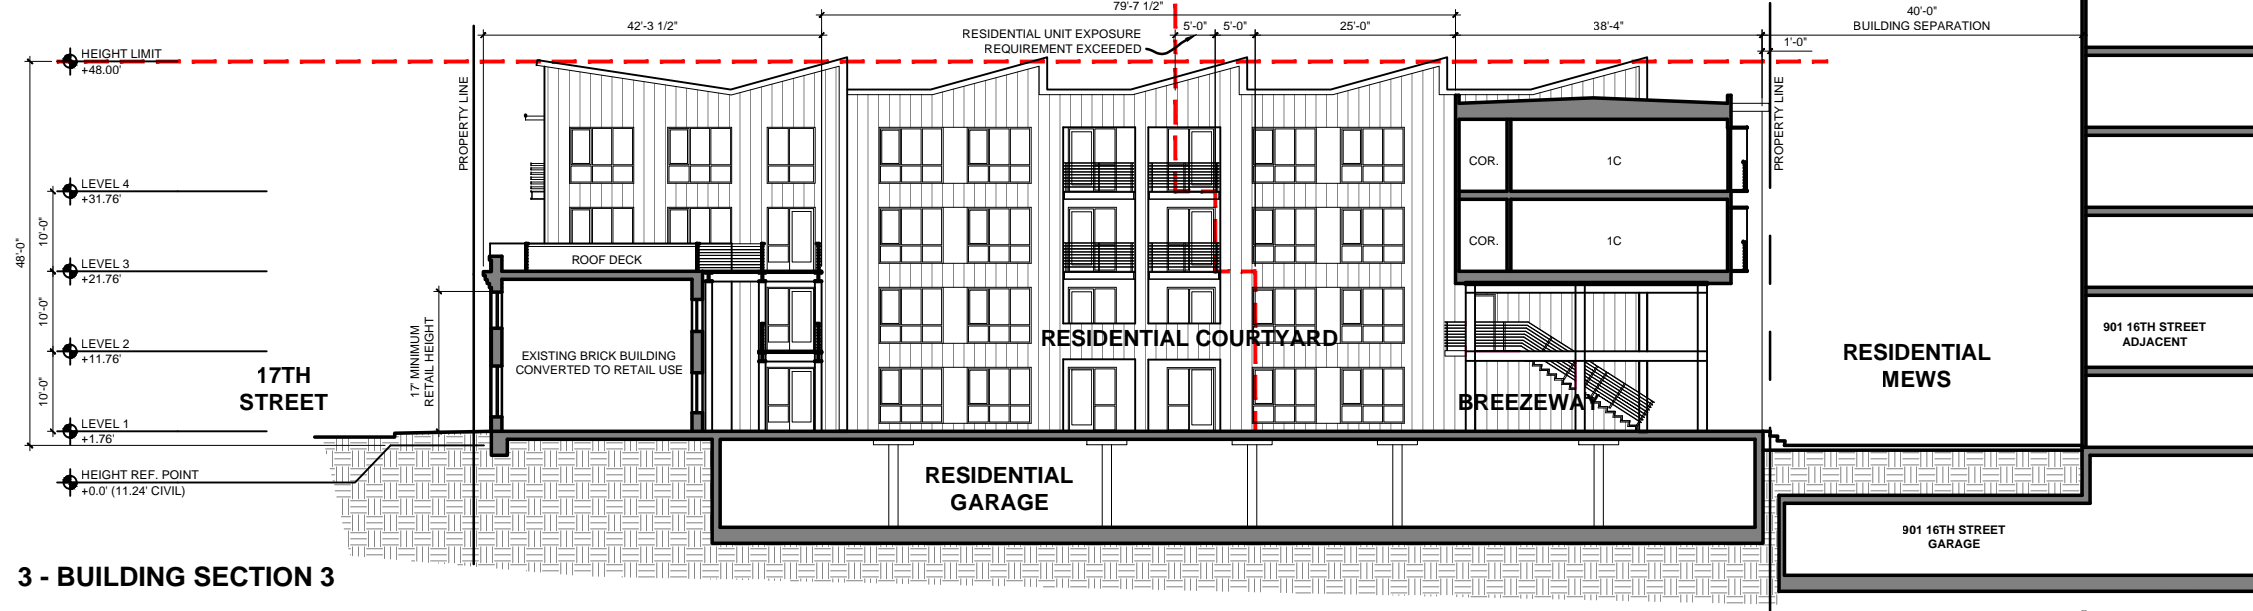 79'-7 1/2"
40'-0"
BUILDING SEPARATION
42'-3 1/2"
5'-0"
5'-0"
25'-0"
38'-4"
1'-0"
RESIDENTIAL UNIT EXPOSURE
REQUIREMENT EXCEEDED
HEIGHT LIMIT
+48.00'
PROPERTY LINE
PROPERTY LINE
COR.
1C
LEVEL 4
+31.76'
10'-0"
48'-0"
COR.
1C
ROOF DECK
LEVEL 3
+21.76'
10'-0"
17' MINIMUM
RETAIL HEIGHT
901 16TH STREET
ADJACENT
RESIDENTIAL COURTYARD
LEVEL 2
+11.76'
EXISTING BRICK BUILDING
CONVERTED TO RETAIL USE
RESIDENTIAL
MEWS
17TH
STREET
10'-0"
BREEZEWAY
LEVEL 1
+1.76'
HEIGHT REF. POINT
+0.0' (11.24' CIVIL)
RESIDENTIAL
GARAGE
901 16TH STREET
GARAGE
3 - BUILDING SECTION 3